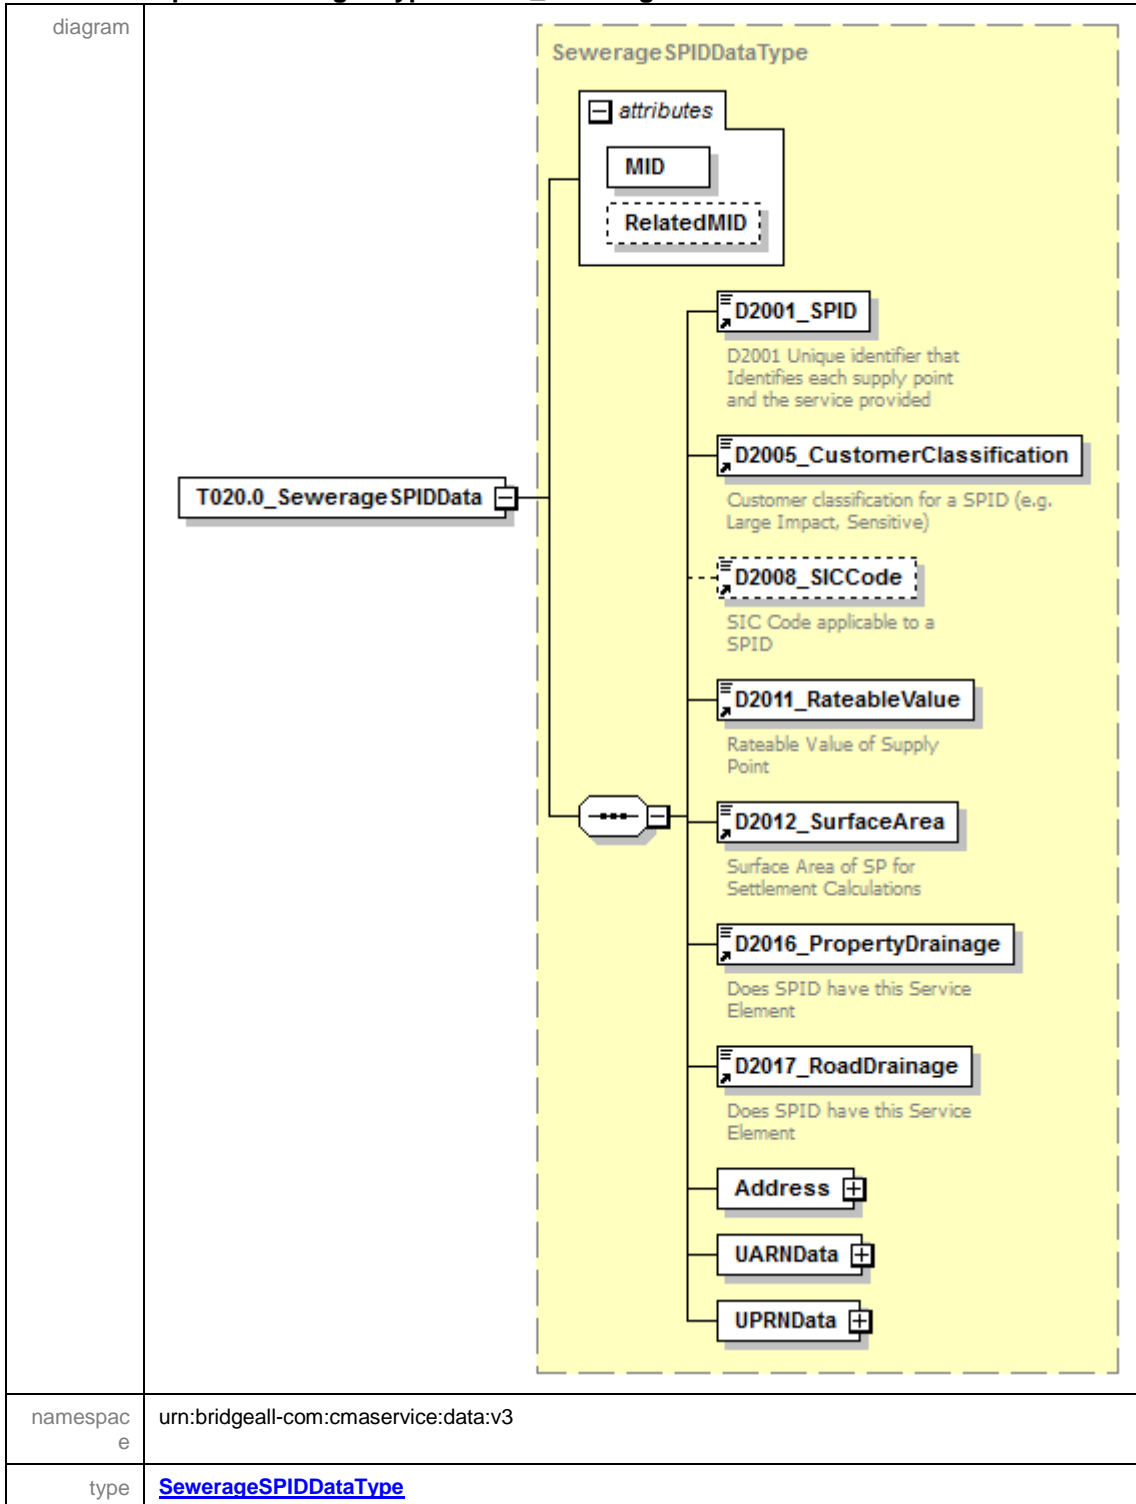 diagram
SewerageSPIDDataType
attributes
MID
RelatedMID
D2001_SPID
D2001 Unique identifier that
Identifies each supply point
and the service provided
D2005_CustomerClassification
Customer classification for a SPID (e.g.
Large Impact, Sensitive)
T020.0_SewerageSPIDData
D2008_SICCode
SIC Code applicable to a
SPID
D2011_RateableValue
Rateable Value of Supply
Point
D2012_SurfaceArea
Surface Area of SP for
Settlement Calculations
D2016_PropertyDrainage
Does SPID have this Service
Element
D2017_RoadDrainage
Does SPID have this Service
Element
Address
UARNData
UPRNData
namespac
e
urn:bridgeall-com:cmaservice:data:v3
type
SewerageSPIDDataType